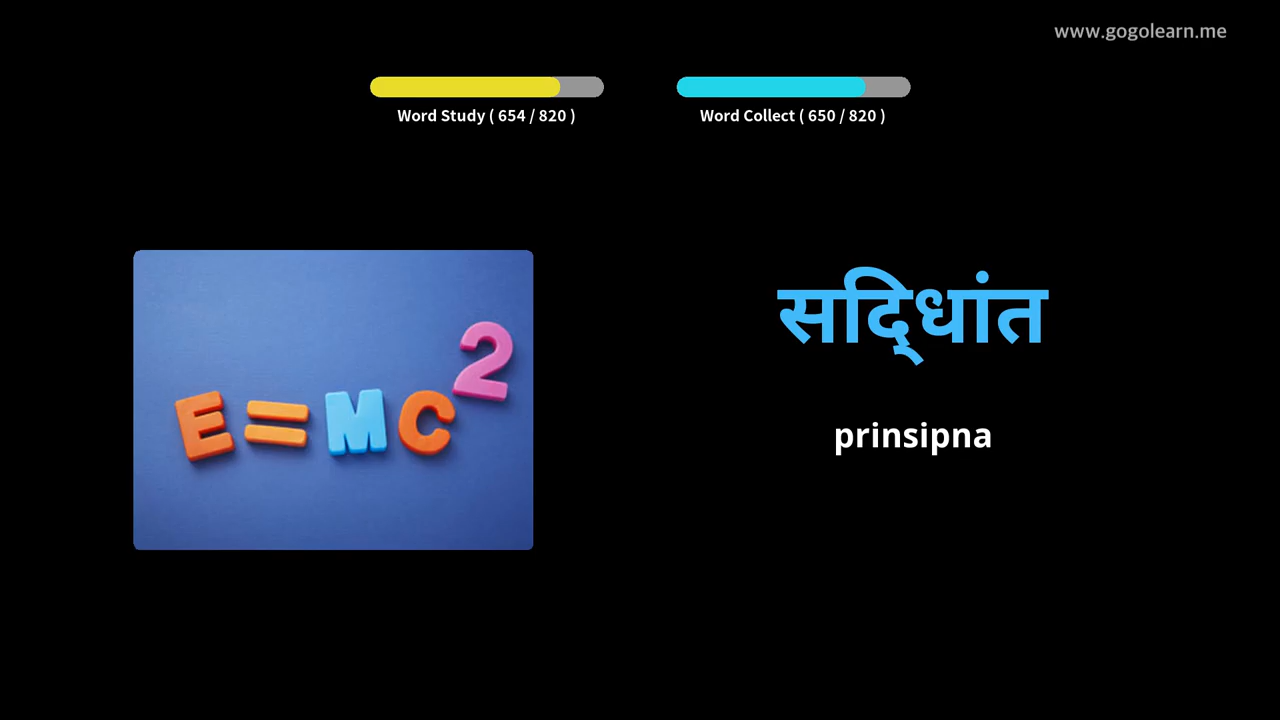 www.gogolearn.me
Word Study ( 654 / 820 )
Word Collect ( 650 / 820 )
E=MC2
सद्धिांत
prinsipna